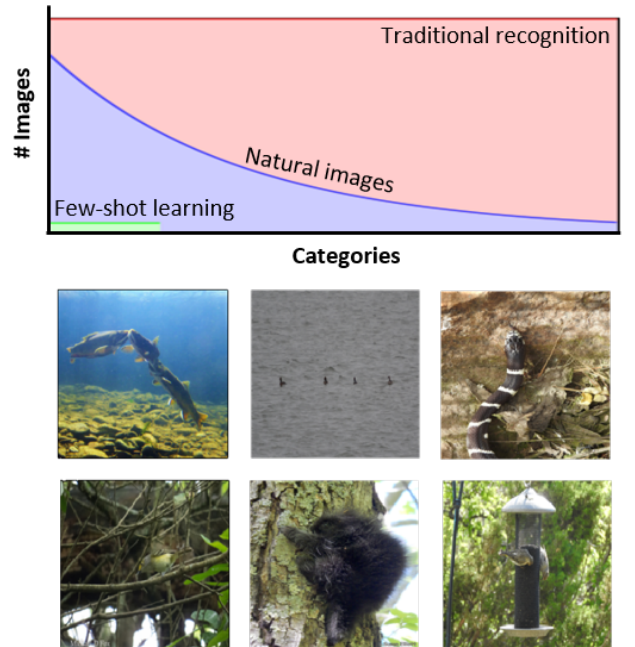 Traditional recognition
# Images
Natural images
Few-shot learning
Categories